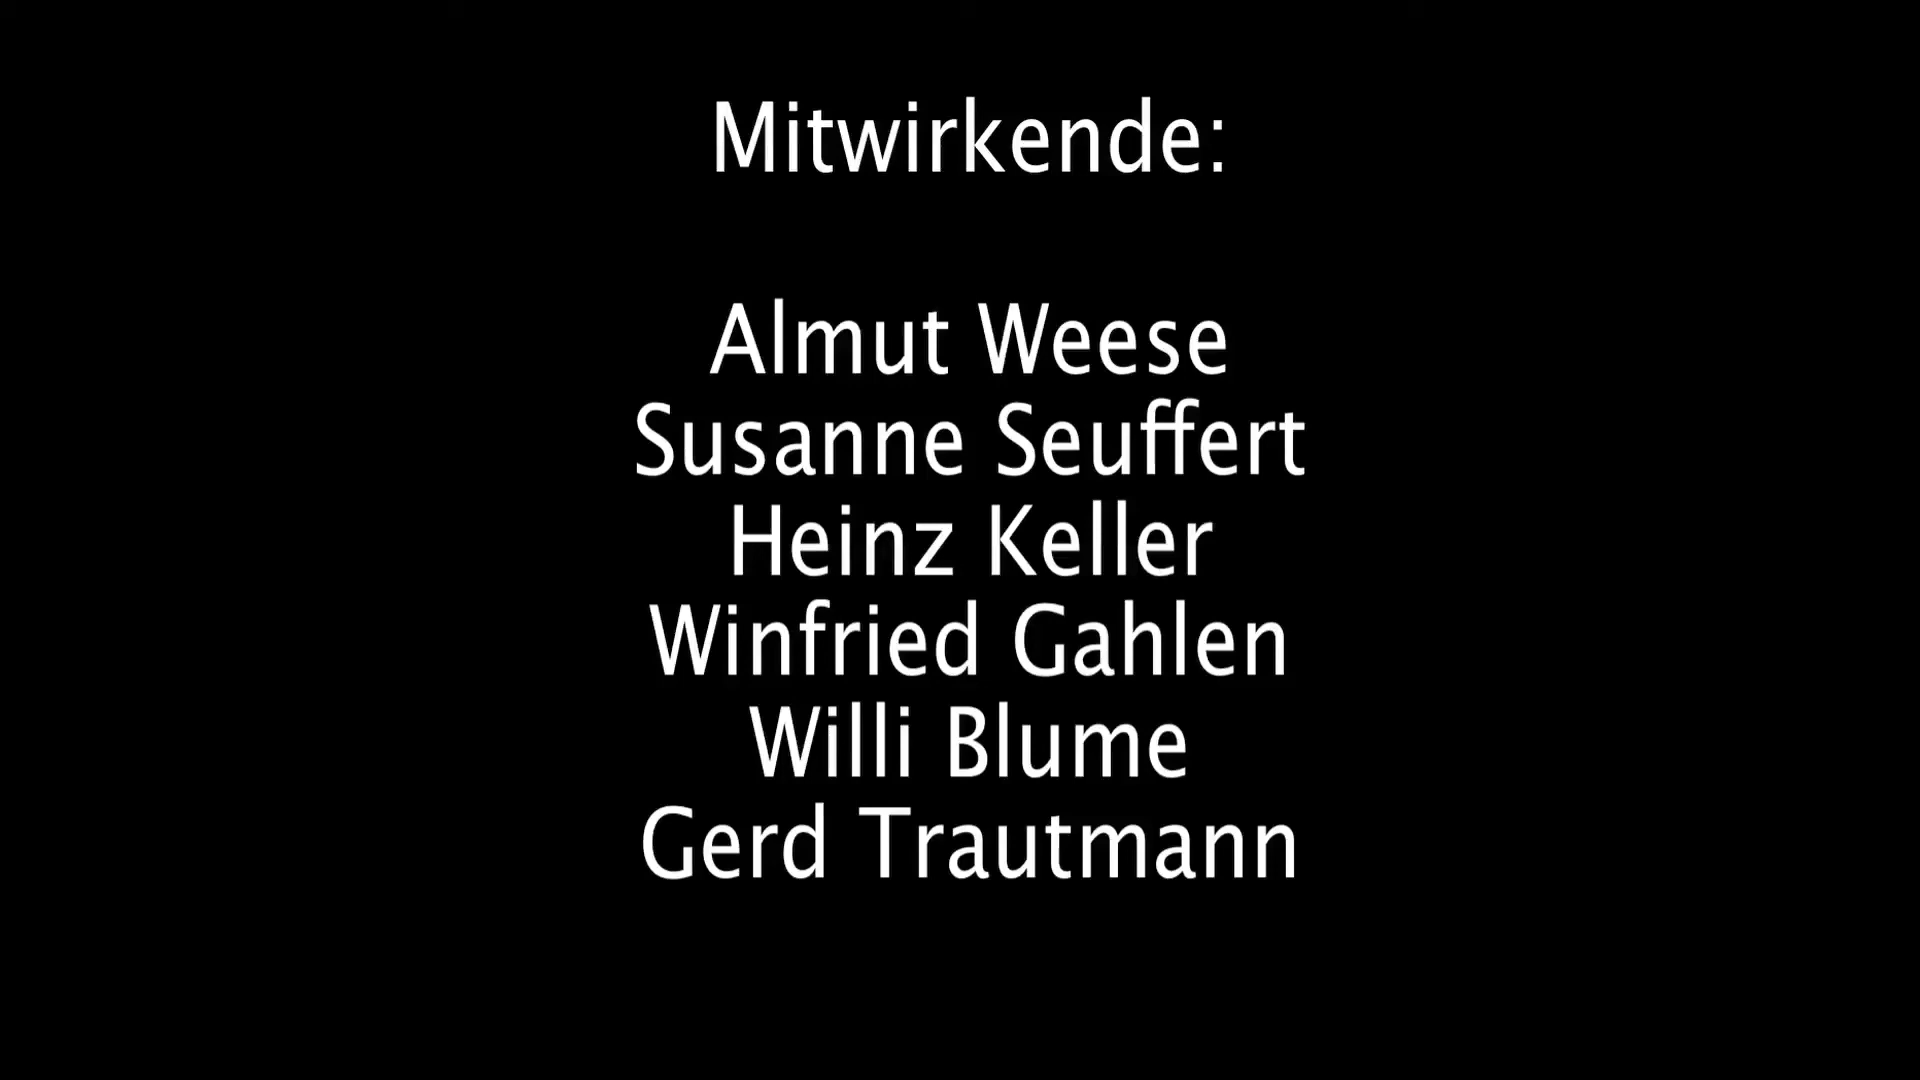 Mitwirkende:
Almut Weese
Susanne Seuffert
Heinz Keller
Winfried Gahlen
Willi Blume
Gerd Trautmann